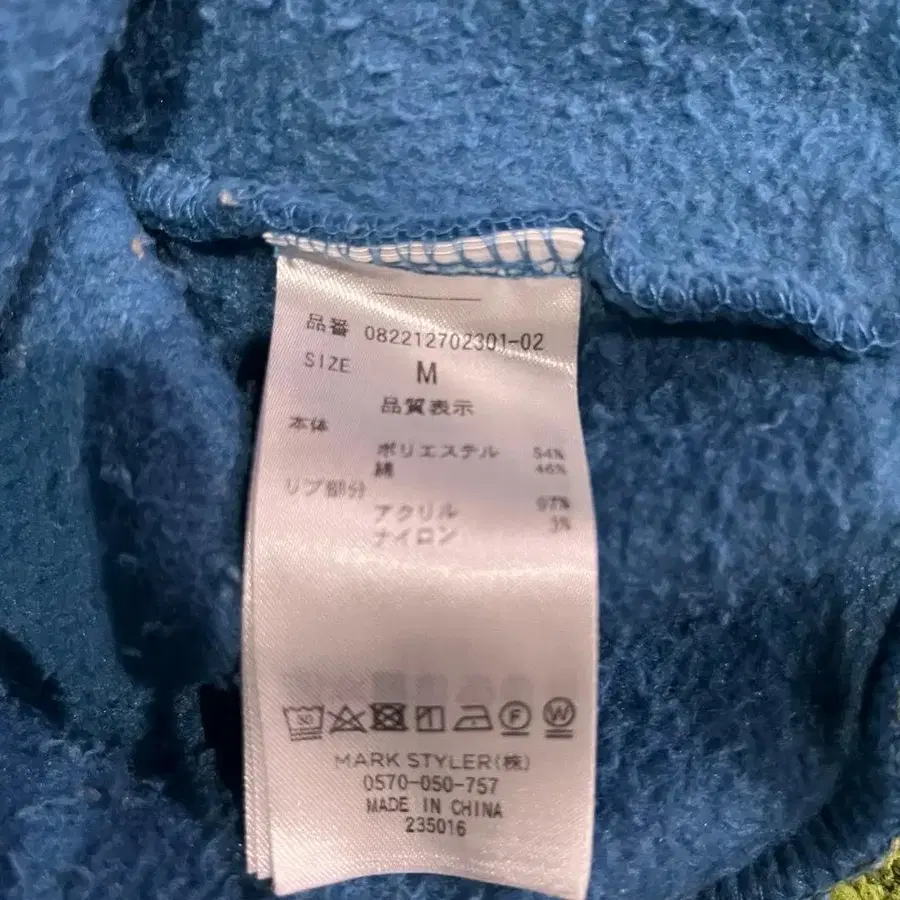 品番 082212702301-02
SIZE M
品質表示
本体
ポリエステル 54%
綿 46%
リブ部分
アクリル 97%
ナイロン 3%
30
F
W
MARK STYLER(株)
0570-050-757
MADE IN CHINA
235016